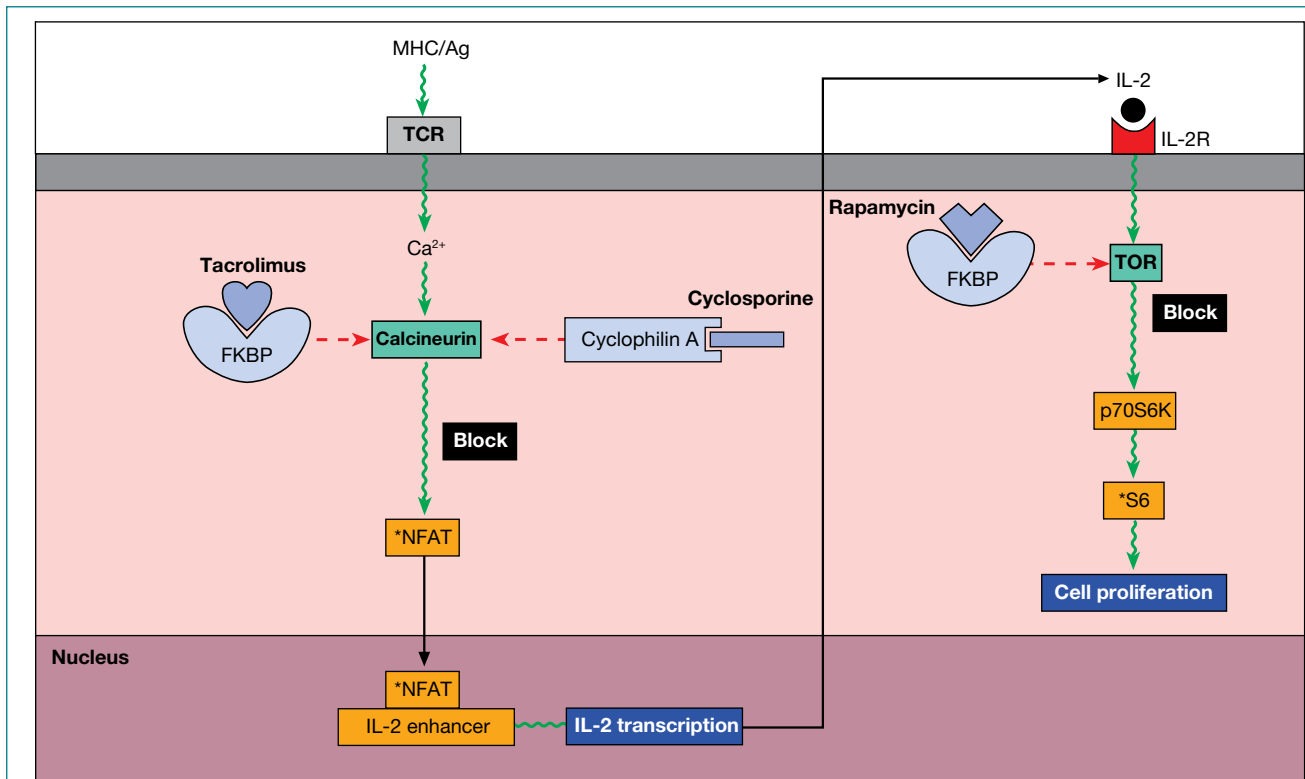 MHC/Ag
TCR
Ca²⁺
Tacrolimus
FKBP
Calcineurin
Cyclosporine
Cyclophilin A
Block
*NFAT
Nucleus
*NFAT
IL-2 enhancer
IL-2 transcription
IL-2
IL-2R
Rapamycin
FKBP
TOR
Block
p70S6K
*S6
Cell proliferation